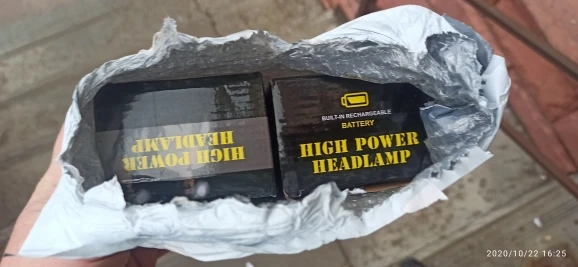 HIGH POWER
HEADLAMP
BUILT-IN RECHARGEABLE
BATTERY
HIGH POWER
HEADLAMP
2020/10/22 16:25